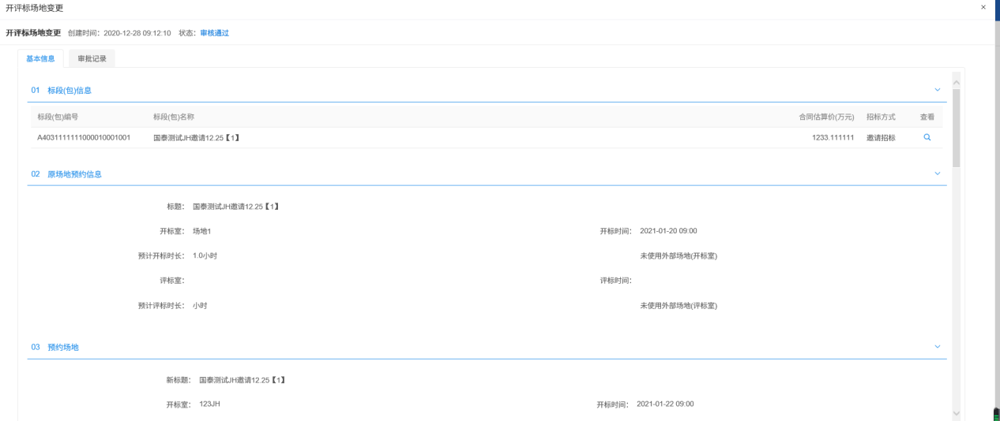 开评标场地变更 ×
开评标场地变更 创建时间：2020-12-28 09:12:10 状态：审核通过
基本信息 审批记录
01 标段(包)信息
标段(包)编号 标段(包)名称 合同估算价(万元) 招标方式 查看
A4031111111000010001001 国泰测试JH邀请12.25【1】 1233.111111 邀请招标
02 原场地预约信息
标题： 国泰测试JH邀请12.25【1】
开标室： 场地1 开标时间： 2021-01-20 09:00
预计开标时长： 1.0小时 未使用外部场地(开标室)
评标室： 评标时间：
预计评标时长： 小时 未使用外部场地(评标室)
03 预约场地
新标题： 国泰测试JH邀请12.25【1】
开标室： 123JH 开标时间： 2021-01-22 09:00